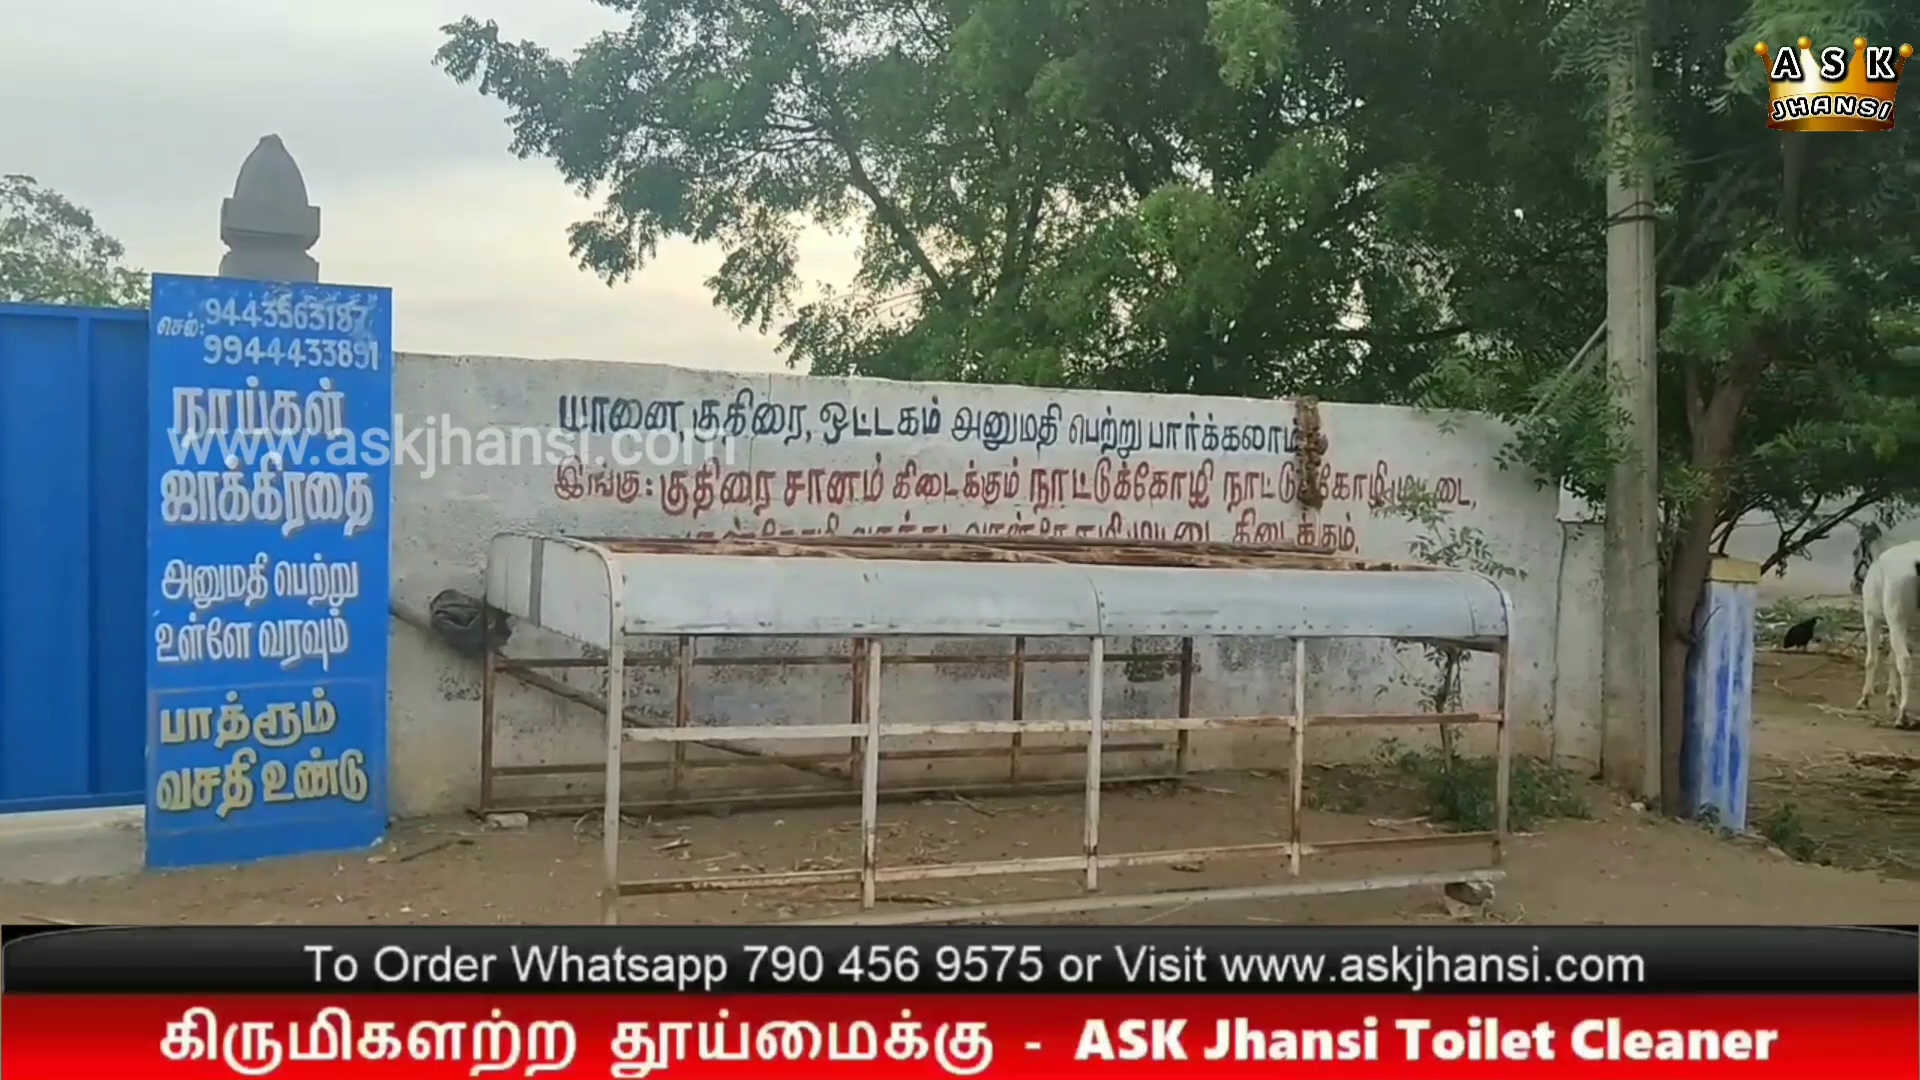 ASK
JHANSI
செல்: 9443563187
9944433891
நாய்கள்
ஜாக்கிரதை
அனுமதி பெற்று
உள்ளே வரவும்
பாத்ரூம்
வசதி உண்டு
www.askjhansi.com
யானை, குதிரை, ஒட்டகம் அனுமதி பெற்று பார்க்கலாம்
இங்கு: குதிரை சானம் கிடைக்கும் நாட்டுக்கோழி நாட்டுக்கோழி முட்டை,
வான்கோழி முட்டை கிடைக்கும்.
To Order Whatsapp 790 456 9575 or Visit www.askjhansi.com
கிருமிகளற்ற தூய்மைக்கு - ASK Jhansi Toilet Cleaner